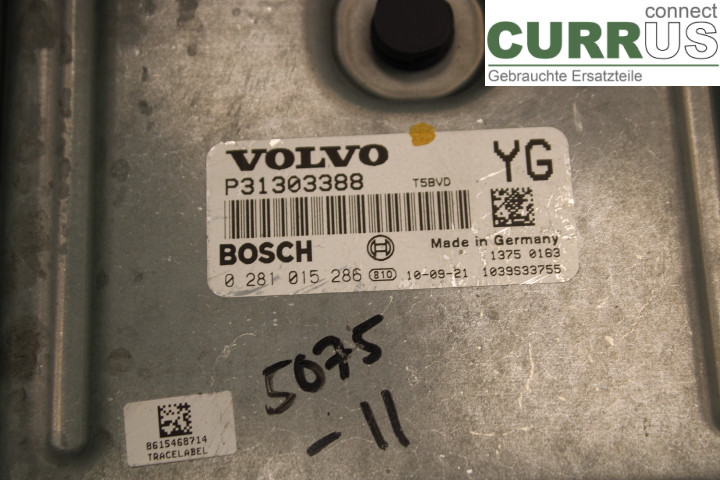 connect
CURRUS
Gebrauchte Ersatzteile
VOLVO
YG
P31303388 T5BVD
BOSCH
Made in Germany
1375 0163
0 281 015 286 B10 10-09-21 1039S33755
5075
-11
8615468714
TRACELABEL